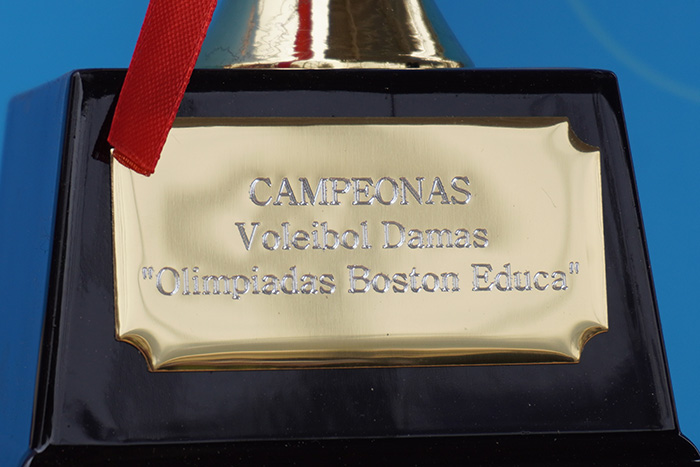 CAMPEONAS
Voleibol Damas
"Olimpiadas Boston Educa"